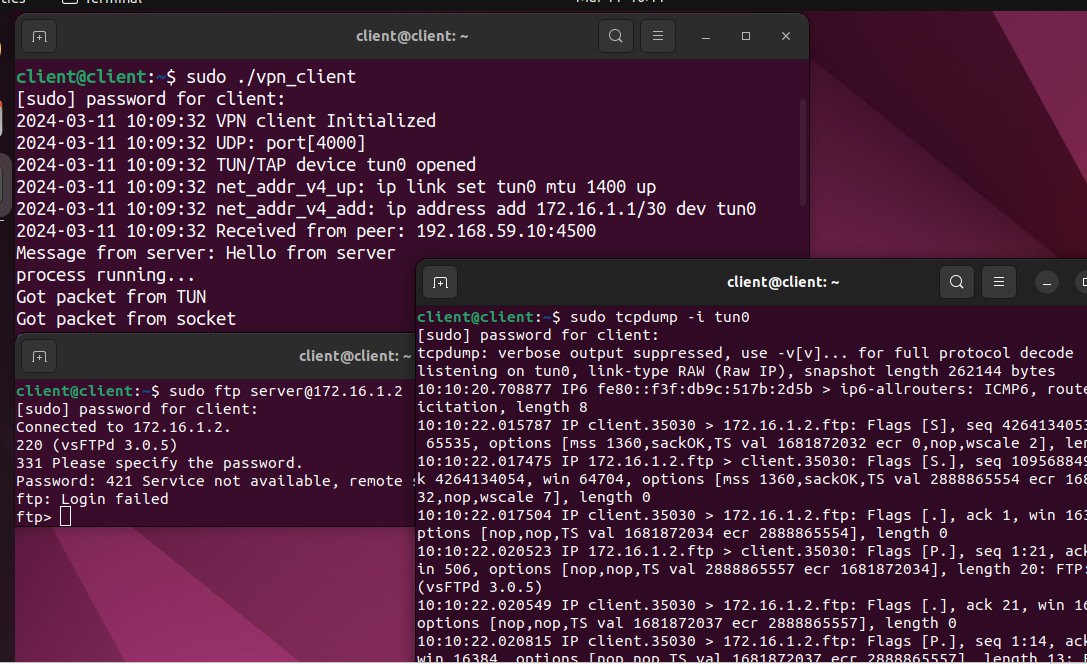 Terminal
client@client: ~
client@client:~$ sudo ./vpn_client
[sudo] password for client:
2024-03-11 10:09:32 VPN client Initialized
2024-03-11 10:09:32 UDP: port[4000]
2024-03-11 10:09:32 TUN/TAP device tun0 opened
2024-03-11 10:09:32 net_addr_v4_up: ip link set tun0 mtu 1400 up
2024-03-11 10:09:32 net_addr_v4_add: ip address add 172.16.1.1/30 dev tun0
2024-03-11 10:09:32 Received from peer: 192.168.59.10:4500
Message from server: Hello from server
process running...
Got packet from TUN
Got packet from socket
client@client: ~
client@client:~$ sudo ftp server@172.16.1.2
[sudo] password for client:
Connected to 172.16.1.2.
220 (vsFTPd 3.0.5)
331 Please specify the password.
Password: 421 Service not available, remote
ftp: Login failed
ftp>
client@client: ~
client@client:~$ sudo tcpdump -i tun0
[sudo] password for client:
tcpdump: verbose output suppressed, use -v[v]... for full protocol decode
listening on tun0, link-type RAW (Raw IP), snapshot length 262144 bytes
10:10:20.708877 IP6 fe80::f3f:db9c:517b:2d5b > ip6-allrouters: ICMP6, route
icitation, length 8
10:10:22.015787 IP client.35030 > 172.16.1.2.ftp: Flags [S], seq 4264134053
65535, options [mss 1360,sackOK,TS val 1681872032 ecr 0,nop,wscale 2], len
10:10:22.017475 IP 172.16.1.2.ftp > client.35030: Flags [S.], seq 109568849
k 4264134054, win 64704, options [mss 1360,sackOK,TS val 2888865554 ecr 168
32,nop,wscale 7], length 0
10:10:22.017504 IP client.35030 > 172.16.1.2.ftp: Flags [.], ack 1, win 163
ptions [nop,nop,TS val 1681872034 ecr 2888865554], length 0
10:10:22.020523 IP 172.16.1.2.ftp > client.35030: Flags [P.], seq 1:21, ack
in 506, options [nop,nop,TS val 2888865557 ecr 1681872034], length 20: FTP:
(vsFTPd 3.0.5)
10:10:22.020549 IP client.35030 > 172.16.1.2.ftp: Flags [.], ack 21, win 16
options [nop,nop,TS val 1681872037 ecr 2888865557], length 0
10:10:22.020815 IP client.35030 > 172.16.1.2.ftp: Flags [P.], seq 1:14, ack
win 16384, options [nop,nop,TS val 1681872037 ecr 2888865557], length 13: F